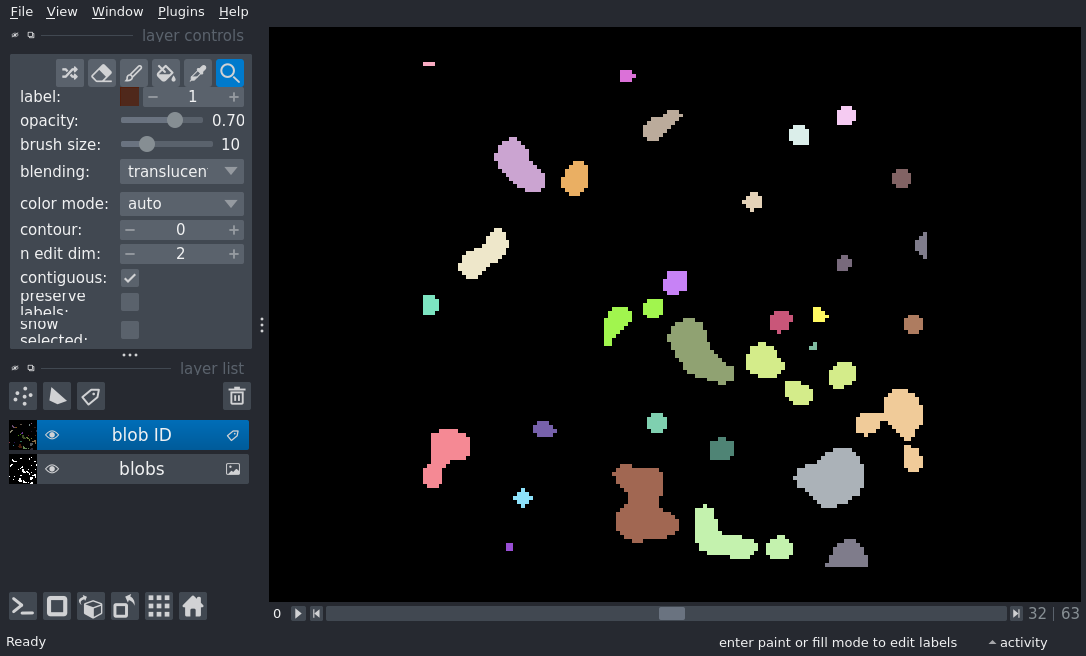 File View Window Plugins Help
layer controls
label: 1
opacity: 0.70
brush size: 10
blending: translucen
color mode: auto
contour: 0
n edit dim: 2
contiguous:
preserve
labels:
show
selected:
layer list
blob ID
blobs
0 32 | 63
Ready enter paint or fill mode to edit labels activity